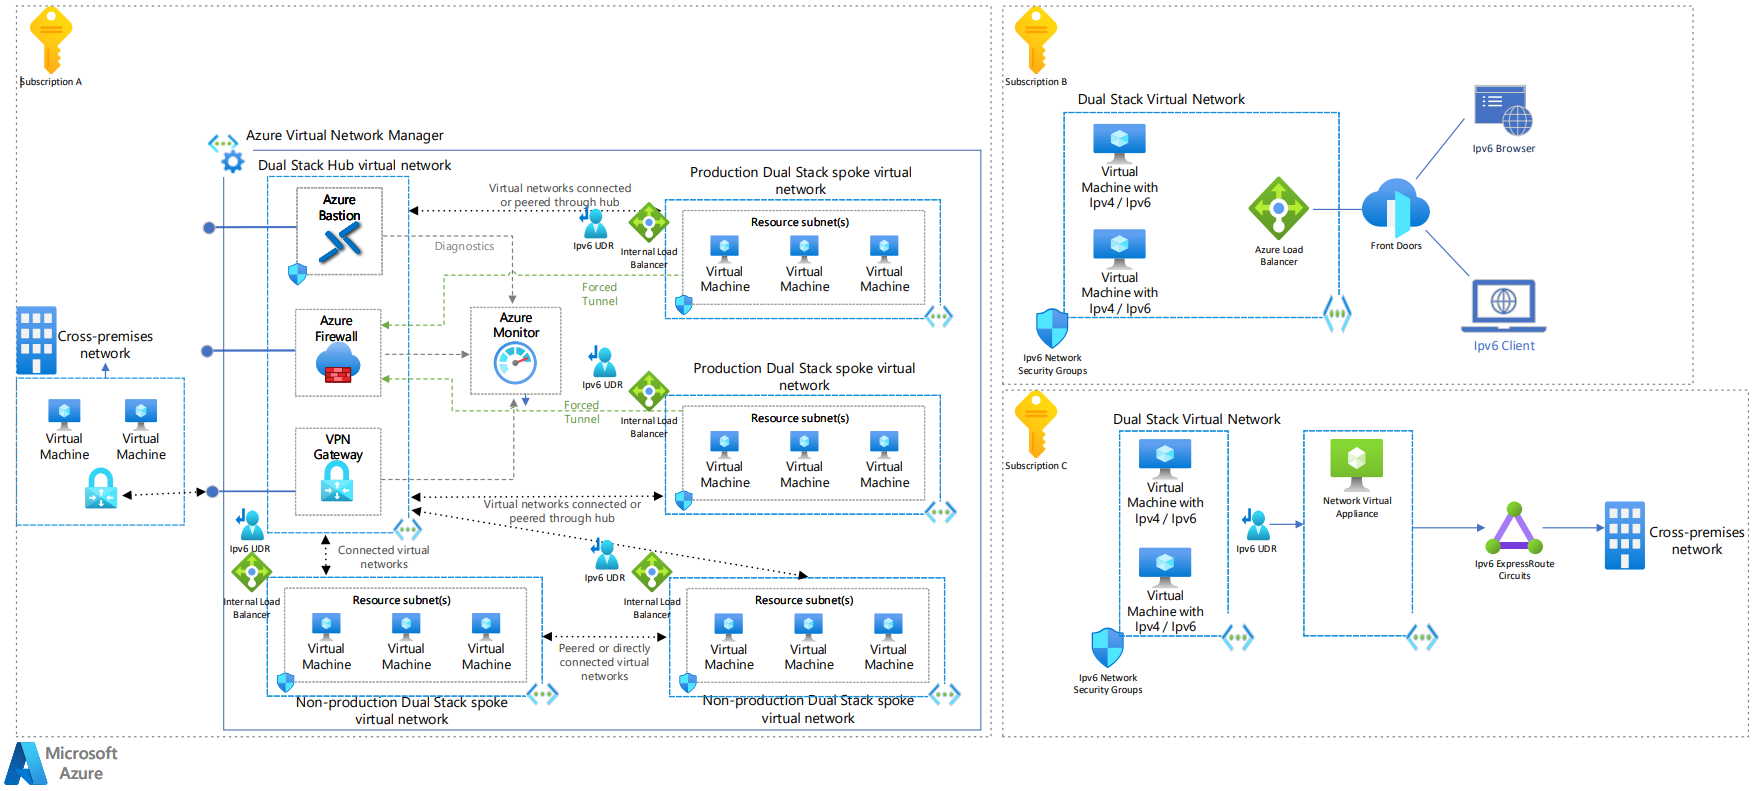 Subscription A
Azure Virtual Network Manager
Dual Stack Hub virtual network
Azure
Bastion
Virtual networks connected
or peered through hub
Diagnostics
Ipv6 UDR
Internal Load
Balancer
Production Dual Stack spoke virtual
network
Resource subnet(s)
Virtual
Machine
Virtual
Machine
Virtual
Machine
Forced
Tunnel
Azure
Firewall
Azure
Monitor
Cross-premises
network
Virtual
Machine
Virtual
Machine
Ipv6 UDR
Internal Load
Balancer
Production Dual Stack spoke virtual
network
Resource subnet(s)
Virtual
Machine
Virtual
Machine
Virtual
Machine
Forced
Tunnel
VPN
Gateway
Virtual networks connected or
peered through hub
Ipv6 UDR
Internal Load
Balancer
Connected virtual
networks
Resource subnet(s)
Virtual
Machine
Virtual
Machine
Virtual
Machine
Non-production Dual Stack spoke
virtual network
Peered or directly
connected virtual
networks
Ipv6 UDR
Internal Load
Balancer
Resource subnet(s)
Virtual
Machine
Virtual
Machine
Virtual
Machine
Non-production Dual Stack spoke
virtual network
Microsoft
Azure
Subscription B
Dual Stack Virtual Network
Virtual
Machine with
Ipv4 / Ipv6
Virtual
Machine with
Ipv4 / Ipv6
Ipv6 Network
Security Groups
Azure Load
Balancer
Front Doors
Ipv6 Browser
Ipv6 Client
Subscription C
Dual Stack Virtual Network
Virtual
Machine with
Ipv4 / Ipv6
Virtual
Machine with
Ipv4 / Ipv6
Ipv6 Network
Security Groups
Ipv6 UDR
Network Virtual
Appliance
Ipv6 ExpressRoute
Circuits
Cross-premises
network